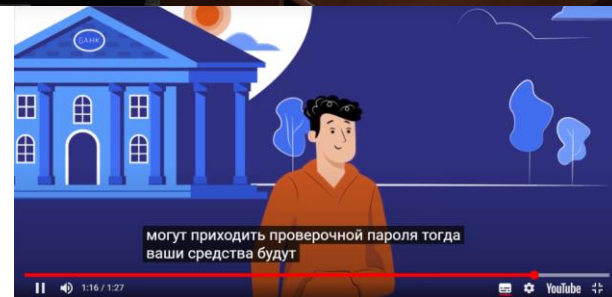 БАНК
могут приходить проверочной пароля тогда
ваши средства будут
1:16 / 1:27
YouTube